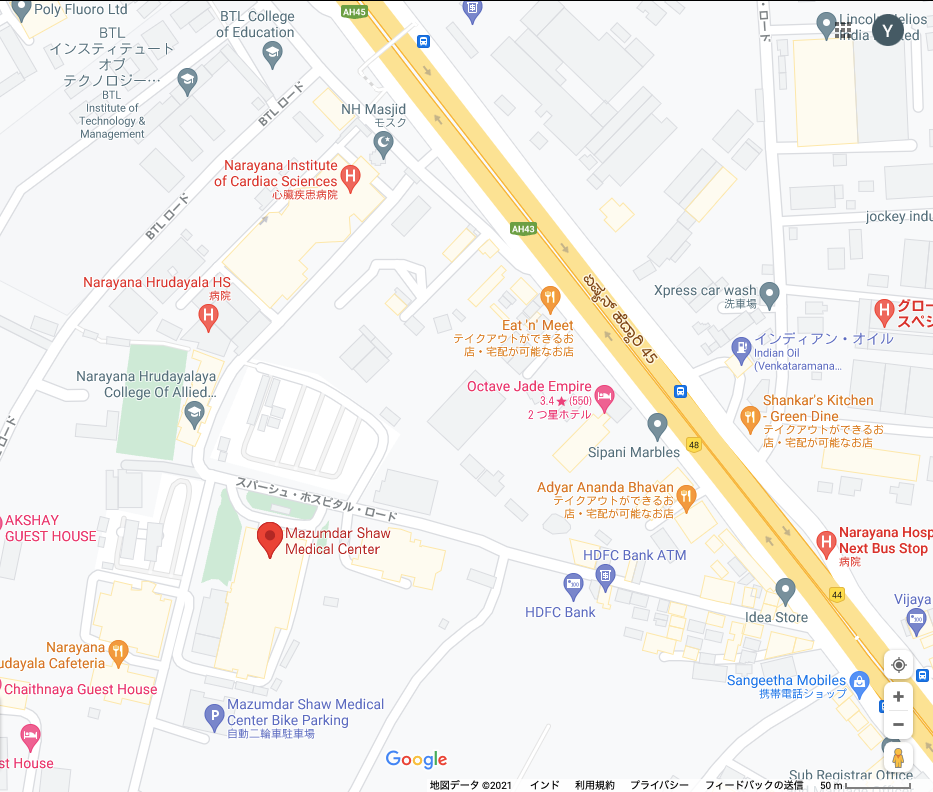 Poly Fluoro Ltd
AH45
BTL College
of Education
BTL
インスティテュート
オブ
テクノロジー…
BTL
Institute of
Technology &
Management
BTL ロード
NH Masjid
モスク
Narayana Institute
of Cardiac Sciences
心臓疾患病院
BTL ロード
Y
jockey indu
AH43
Narayana Hrudayala HS
病院
Xpress car wash
洗車場
グロー
スペシ
Eat 'n' Meet
テイクアウトができるお
店・宅配が可能なお店
インディアン・オイル
Indian Oil
(Venkataramana...
Narayana Hrudayalaya
College Of Allied...
Octave Jade Empire
3.4★(550)
2 つ星ホテル
Shankar's Kitchen
- Green Dine
テイクアウトができるお
店・宅配が可能なお店
48
Sipani Marbles
スパーシュ・ホスピタル・ロード
Adyar Ananda Bhavan
テイクアウトができるお
店・宅配が可能なお店
AKSHAY
GUEST HOUSE
Mazumdar Shaw
Medical Center
Narayana Hosp
Next Bus Stop
病院
HDFC Bank ATM
HDFC Bank
44
Idea Store
Vijaya
Narayana
udayala Cafeteria
Chaithnaya Guest House
Sangeetha Mobiles
携帯電話ショップ
Mazumdar Shaw Medical
Center Bike Parking
自動二輪車駐車場
st House
Google
Sub Registrar Office
地図データ ©2021 インド 利用規約 プライバシー フィードバックの送信 50 m